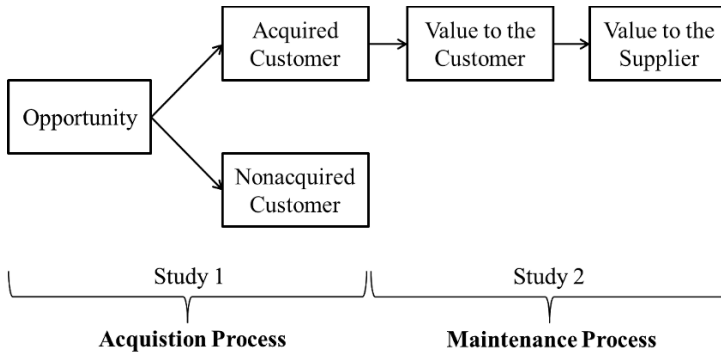 Acquired
Customer
Value to the
Customer
Value to the
Supplier
Opportunity
Nonacquired
Customer
Study 1
Study 2
Acquistion Process
Maintenance Process